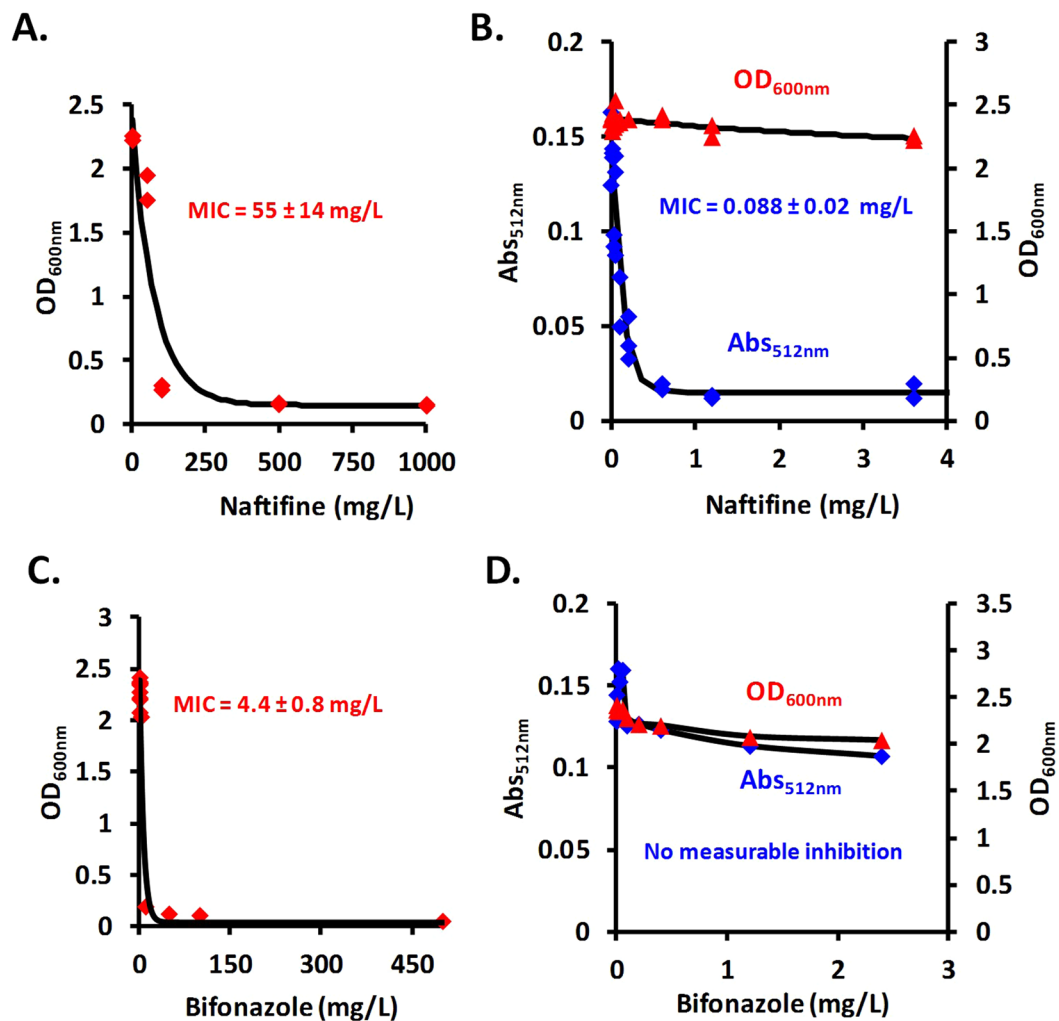 A.
OD600nm
2.5
2
1.5
1
0.5
0
MIC = 55 ± 14 mg/L
0 250 500 750 1000
Naftifine (mg/L)
B.
Abs512nm
0.2
0.15
0.1
0.05
0
OD600nm
MIC = 0.088 ± 0.02 mg/L
Abs512nm
3
2.5
2
1.5
1
0.5
0
OD600nm
0 1 2 3 4
Naftifine (mg/L)
C.
OD600nm
3
2.5
2
1.5
1
0.5
0
MIC = 4.4 ± 0.8 mg/L
0 150 300 450
Bifonazole (mg/L)
D.
Abs512nm
0.2
0.15
0.1
0.05
0
OD600nm
Abs512nm
No measurable inhibition
3.5
3
2.5
2
1.5
1
0.5
0
OD600nm
0 1 2 3
Bifonazole (mg/L)